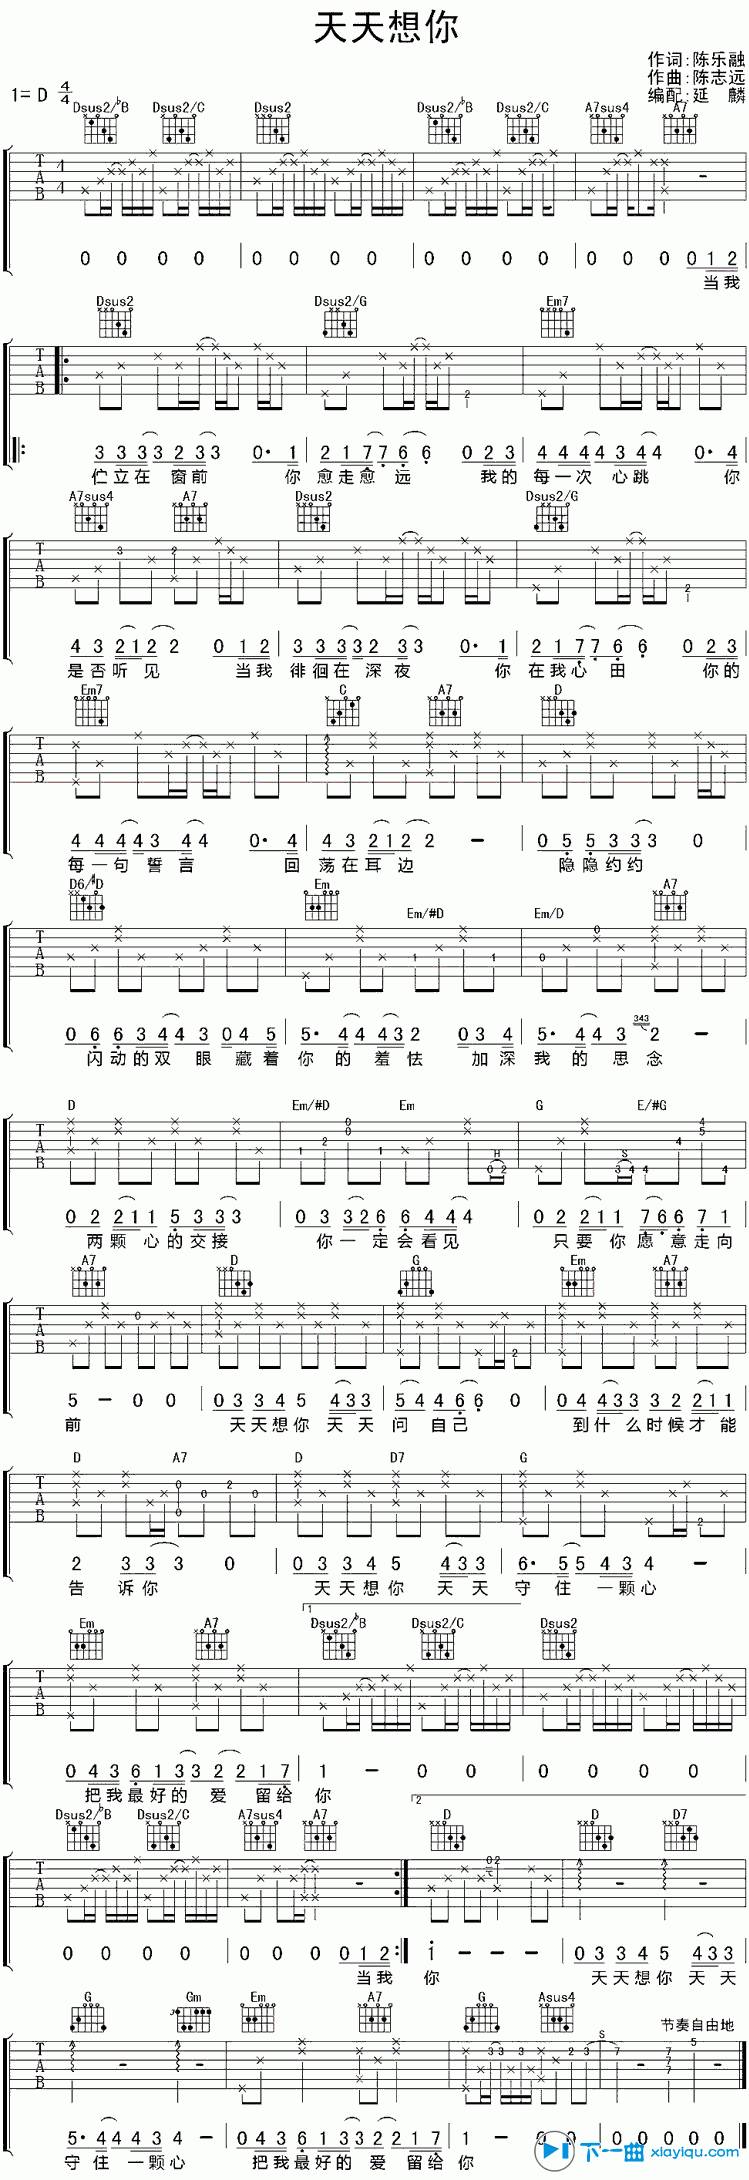 天天想你
作词:陈乐融
作曲:陈志远
编配:延麟
1=D 4/4
Dsus2/♭B Dsus2/C Dsus2 Dsus2/♭B Dsus2/C A7sus4 A7
0 0 0 0 0 0 0 0 0 0 0 0 0 0 0 0 1 2
当我
Dsus2 Dsus2/G Em7
3 3 3 3 2 3 3 0· 1 2 1 7 7 6 6 0 2 3 4 4 4 4 3 4 4 0· 4
伫立在 窗前 你 愈走愈 远 我的 每一次 心跳 你
A7sus4 A7 Dsus2 Dsus2/G
4 3 2 1 2 2 0 1 2 3 3 3 3 3 2 3 3 0· 1 2 1 7 7 6 6 0 2 3
是否听 见 当我 徘徊在 深夜 你 在我心 田 你的
Em7 C A7 D
4 4 4 4 3 4 4 0· 4 4 3 2 1 2 2 - 0 5 5 3 3 3 0
每一句 誓言 回 荡在耳 边 隐隐约约
D6/#D Em Em/#D Em/D A7
0 6 6 3 4 4 3 0 4 5 5· 4 4 4 3 2 0 3 4 5· 4 4 3 343 2 -
闪动的双 眼 藏着 你 的 羞怯 加深 我 的 思 念
D Em/#D Em G E/#G
0 2 2 1 1 5 3 3 3 0 3 3 2 6 6 4 4 4 0 2 2 1 1 7 6 6 7 1
两颗 心的交接 你一定会看见 只要 你愿意走向
A7 D G Em A7
5 - 0 0 0 3 3 4 5 4 3 3 5 4 4 6 6 0 0 4 4 3 3 3 2 2 1 1
前 天天想你 天天 问 自己 到什么时候才能
D A7 D D7 G
2 3 3 3 0 0 3 3 4 5 4 3 3 6· 5 5 4 3 4 -
告 诉你 天天想你 天天 守 住 一颗心
Em A7 Dsus2/♭B Dsus2/C Dsus2
0 4 3 6 1 3 3 2 2 1 7 1 - 0 0 0 0 0 0
把我最好的 爱 留给 你
Dsus2/♭B Dsus2/C A7sus4 A7 D D D7
0 0 0 0 0 0 0 0 1 2 1 - - - 0 3 3 4 5 4 3 3
当我 你 天天想你 天天
G Gm Em A7 G Asus4 节奏自由地
5· 4 4 4 3 4 - 0 4 3 6 1 3 3 2 2 1 7 1 - 0 0 0 0 0 0
守住 一颗心 把我最好的 爱 留给 你
下一曲 xiayiqu.com